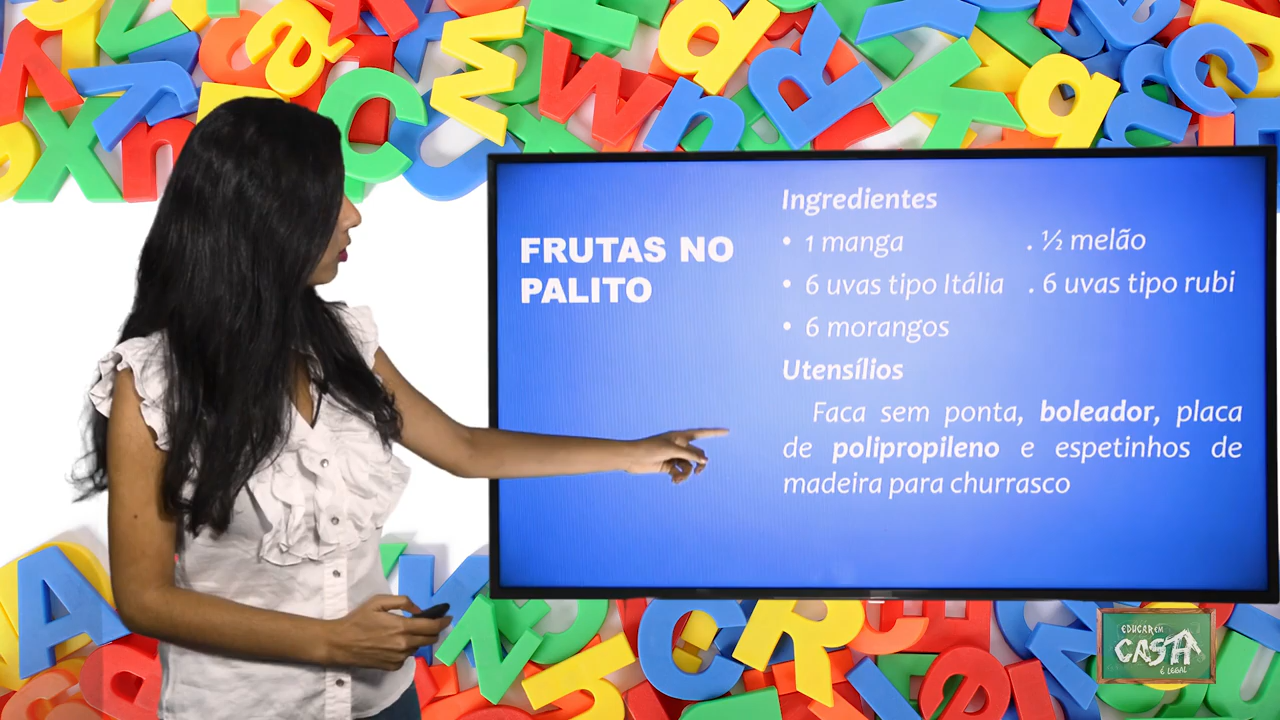 FRUTAS NO
PALITO
Ingredientes
• 1 manga . ½ melão
• 6 uvas tipo Itália . 6 uvas tipo rubi
• 6 morangos
Utensílios
Faca sem ponta, boleador, placa
de polipropileno e espetinhos de
madeira para churrasco
EDUCAR EM
CASA
É LEGAL